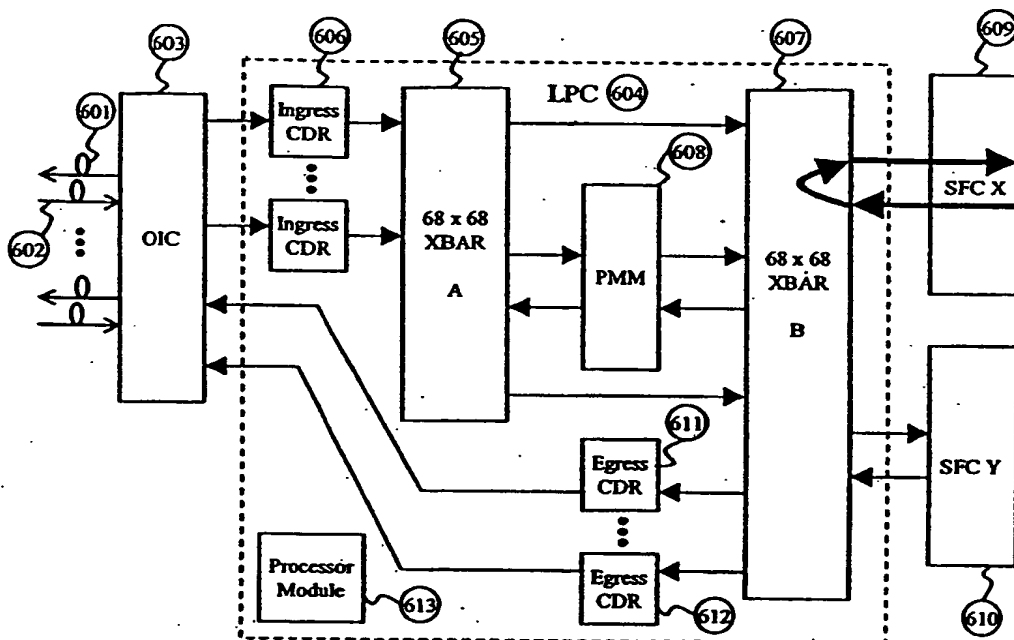 603
606
605
607
609
601
602
OIC
Ingress
CDR
Ingress
CDR
68 x 68
XBAR
A
LPC 604
608
PMM
68 x 68
XBAR
B
SFC X
SFC Y
611
Egress
CDR
Egress
CDR
612
Processor
Module
613
610